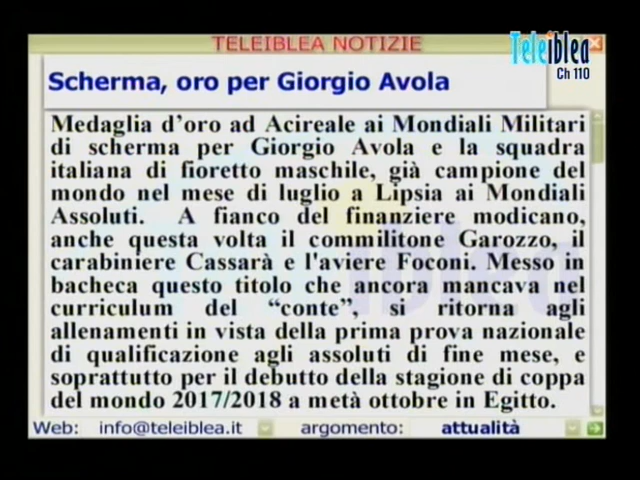 TELEIBLEA NOTIZIE
Teleiblea
Ch 110
Scherma, oro per Giorgio Avola
Medaglia d'oro ad Acireale ai Mondiali Militari
di scherma per Giorgio Avola e la squadra
italiana di fioretto maschile, già campione del
mondo nel mese di luglio a Lipsia ai Mondiali
Assoluti. A fianco del finanziere modicano,
anche questa volta il commilitone Garozzo, il
carabiniere Cassarà e l'aviere Foconi. Messo in
bacheca questo titolo che ancora mancava nel
curriculum del “conte”, si ritorna agli
allenamenti in vista della prima prova nazionale
di qualificazione agli assoluti di fine mese, e
soprattutto per il debutto della stagione di coppa
del mondo 2017/2018 a metà ottobre in Egitto.
Web: info@teleiblea.it argomento: attualità